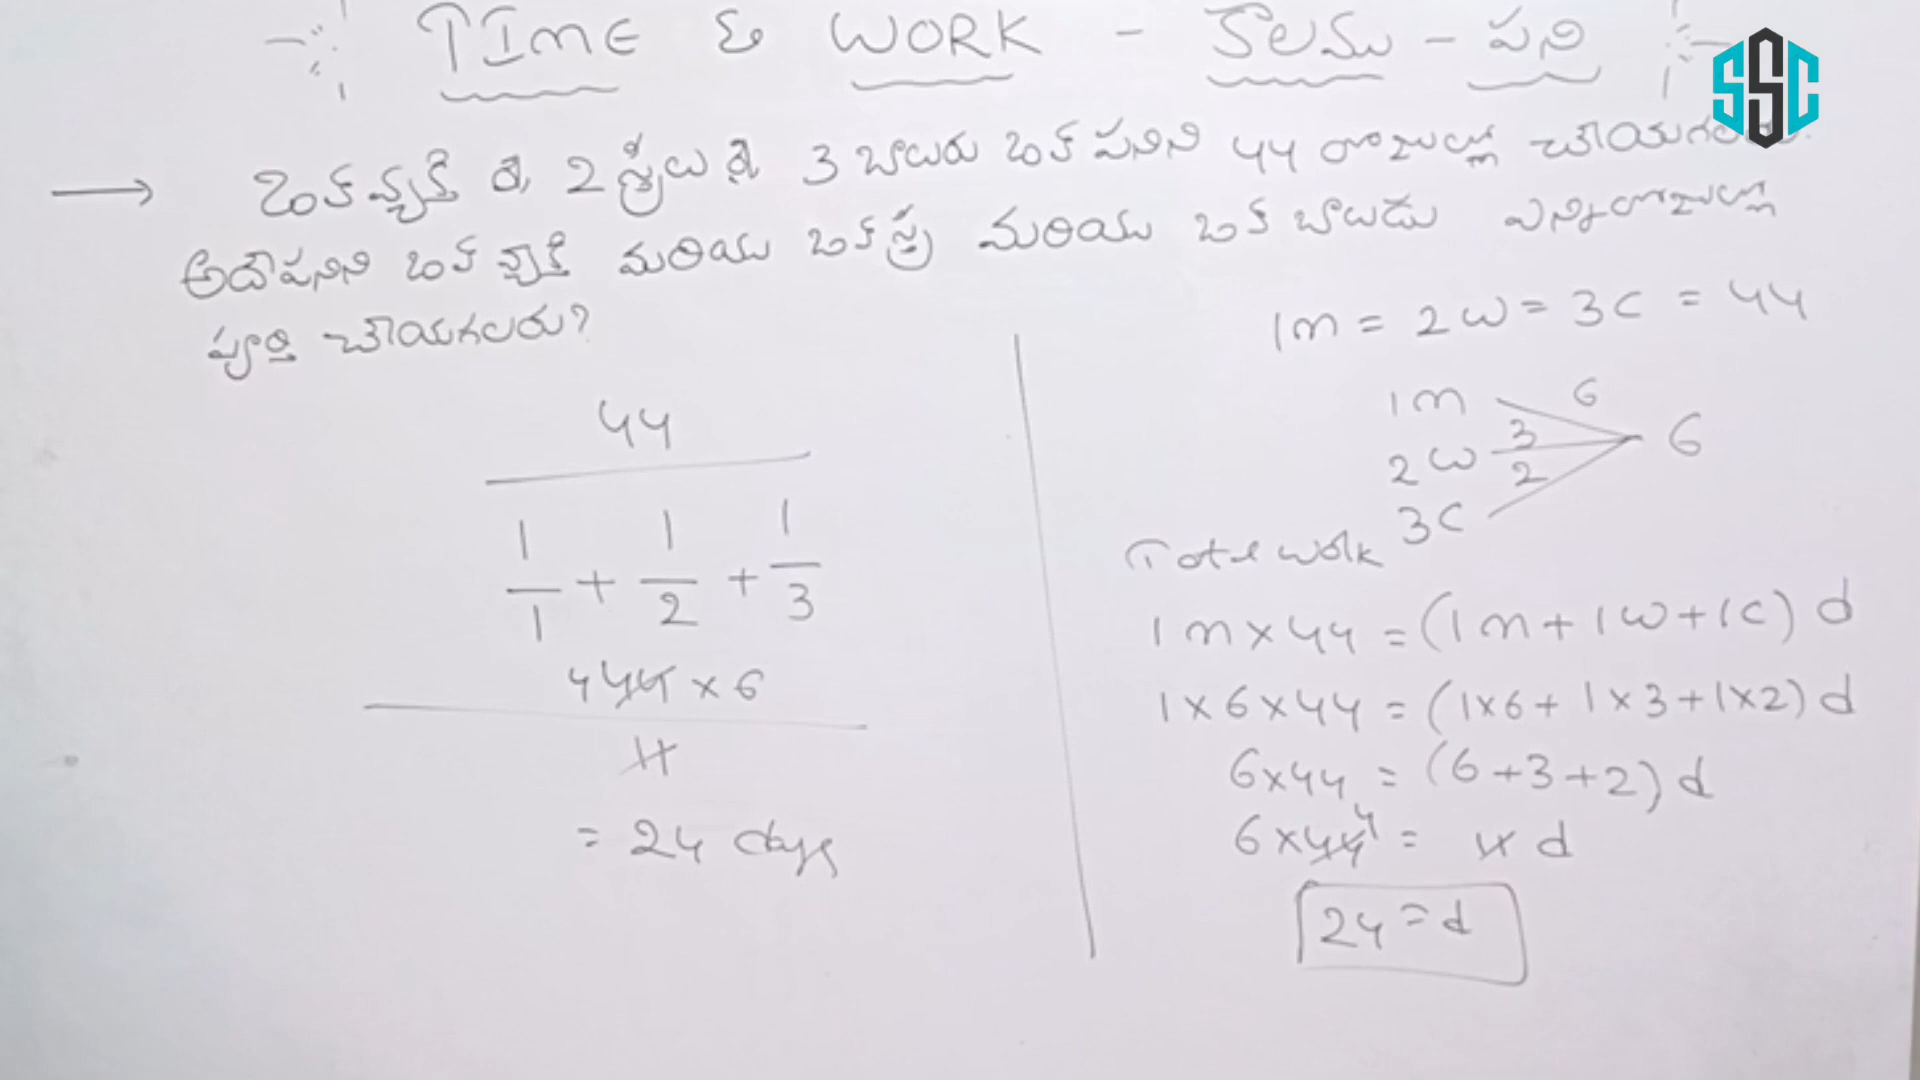 TIME & WORK - కాలము - పని
SSC
→ ఒక వ్యక్తి లే 2 స్త్రీలు లే 3 బాలురు ఒక పనిని 44 రోజుల్లో
అదేపనిని ఒక వ్యక్తి మరియు ఒక స్త్రీ మరియు ఒక బాలుడు ఎన్నిరోజుల్లో
పూర్తి చేయగలరు?
44
1/1 + 1/2 + 1/3
4 44 × 6
11
= 24 days
1m = 2w = 3c = 44
1m 6
2w 3 6
3c 2
Total work
1m×44 = (1m+1w+1c) d
1×6×44 = (1×6+1×3+1×2) d
6×44 = (6+3+2) d
6×44 4 = 11 d
24 = d